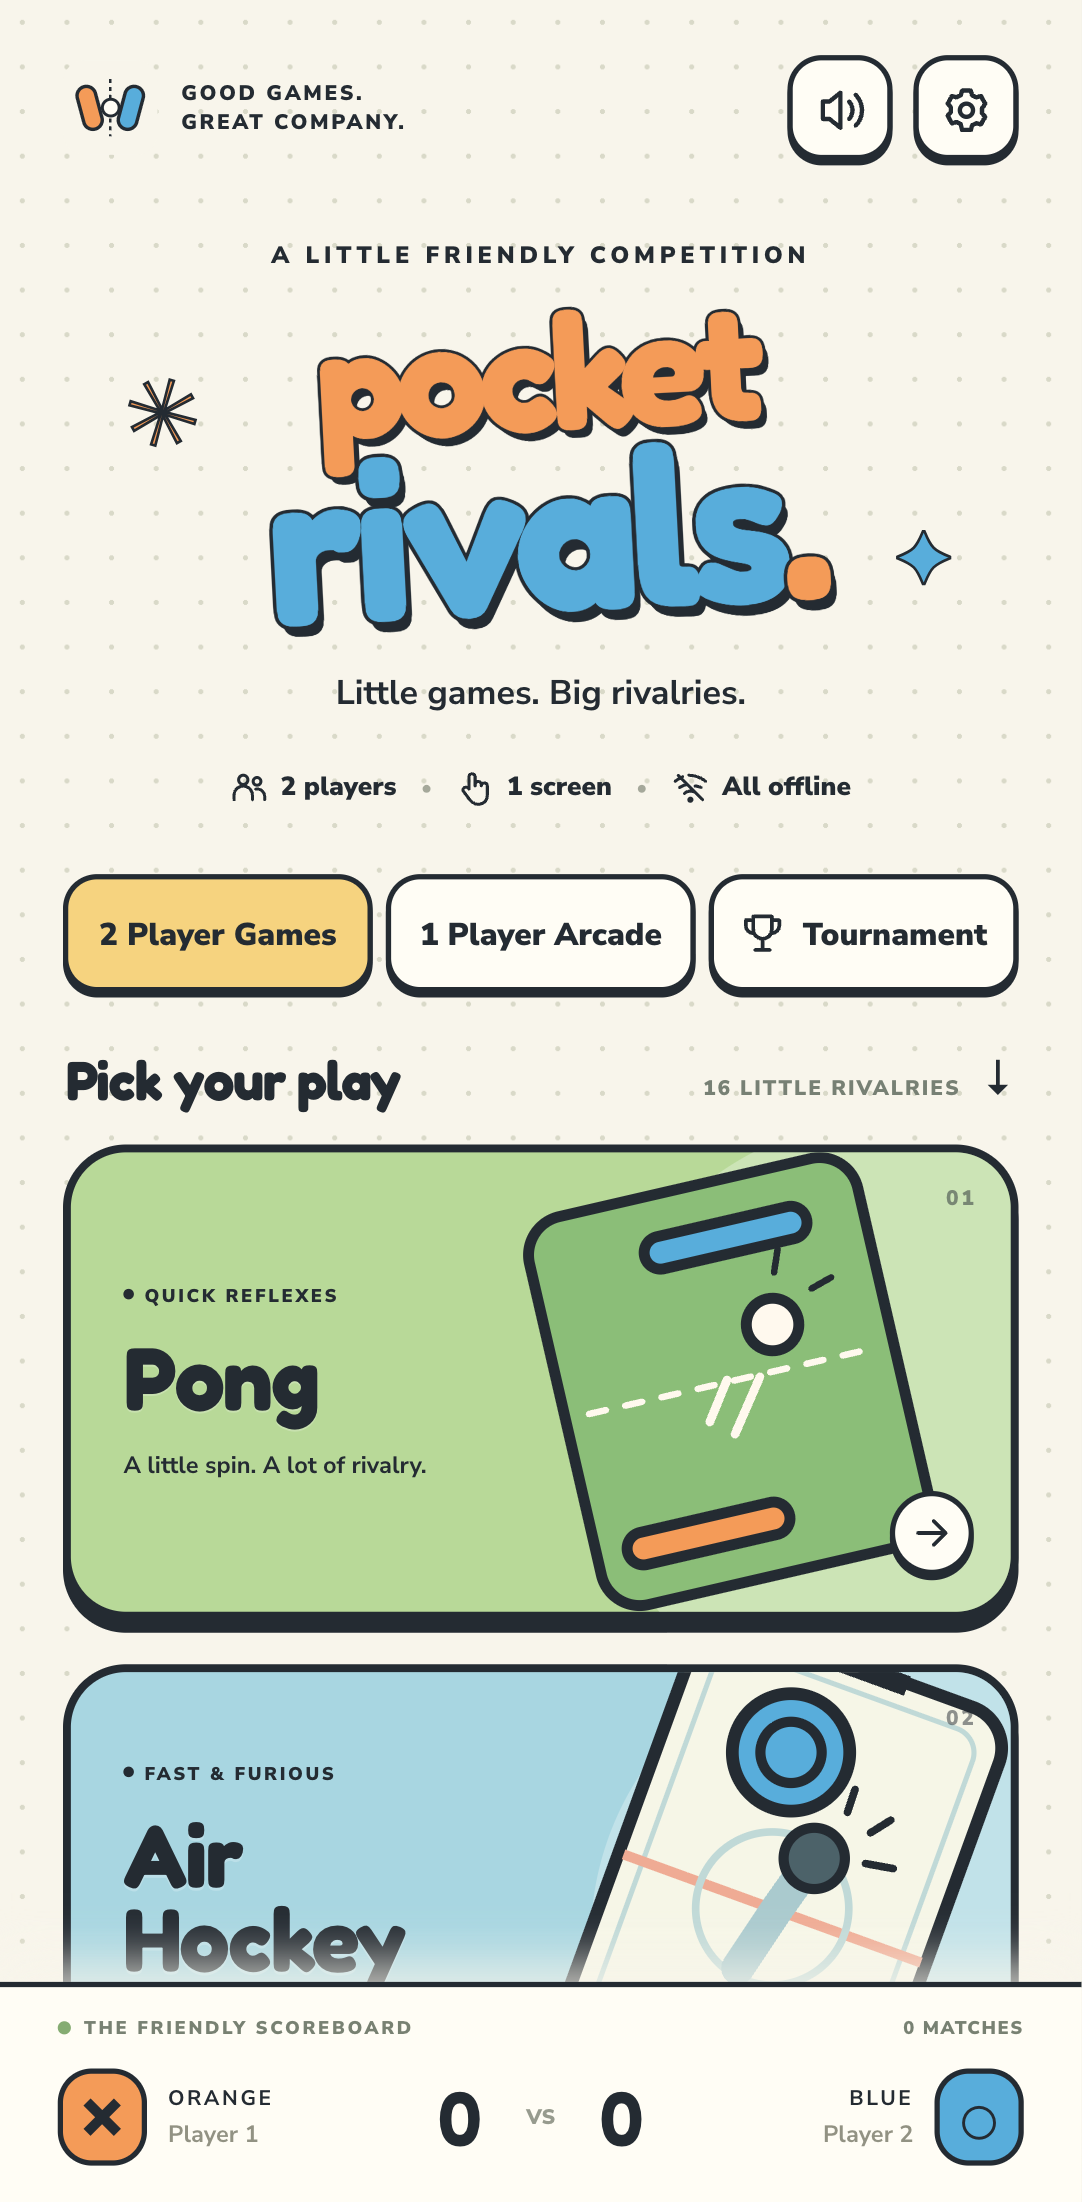 GOOD GAMES.
GREAT COMPANY.
A LITTLE FRIENDLY COMPETITION
pocket
rivals.
Little games. Big rivalries.
2 players • 1 screen • All offline
2 Player Games
1 Player Arcade
Tournament
Pick your play
16 LITTLE RIVALRIES ↓
01
• QUICK REFLEXES
Pong
A little spin. A lot of rivalry.
02
• FAST & FURIOUS
Air
Hockey
THE FRIENDLY SCOREBOARD
0 MATCHES
ORANGE
Player 1
0 VS 0
BLUE
Player 2